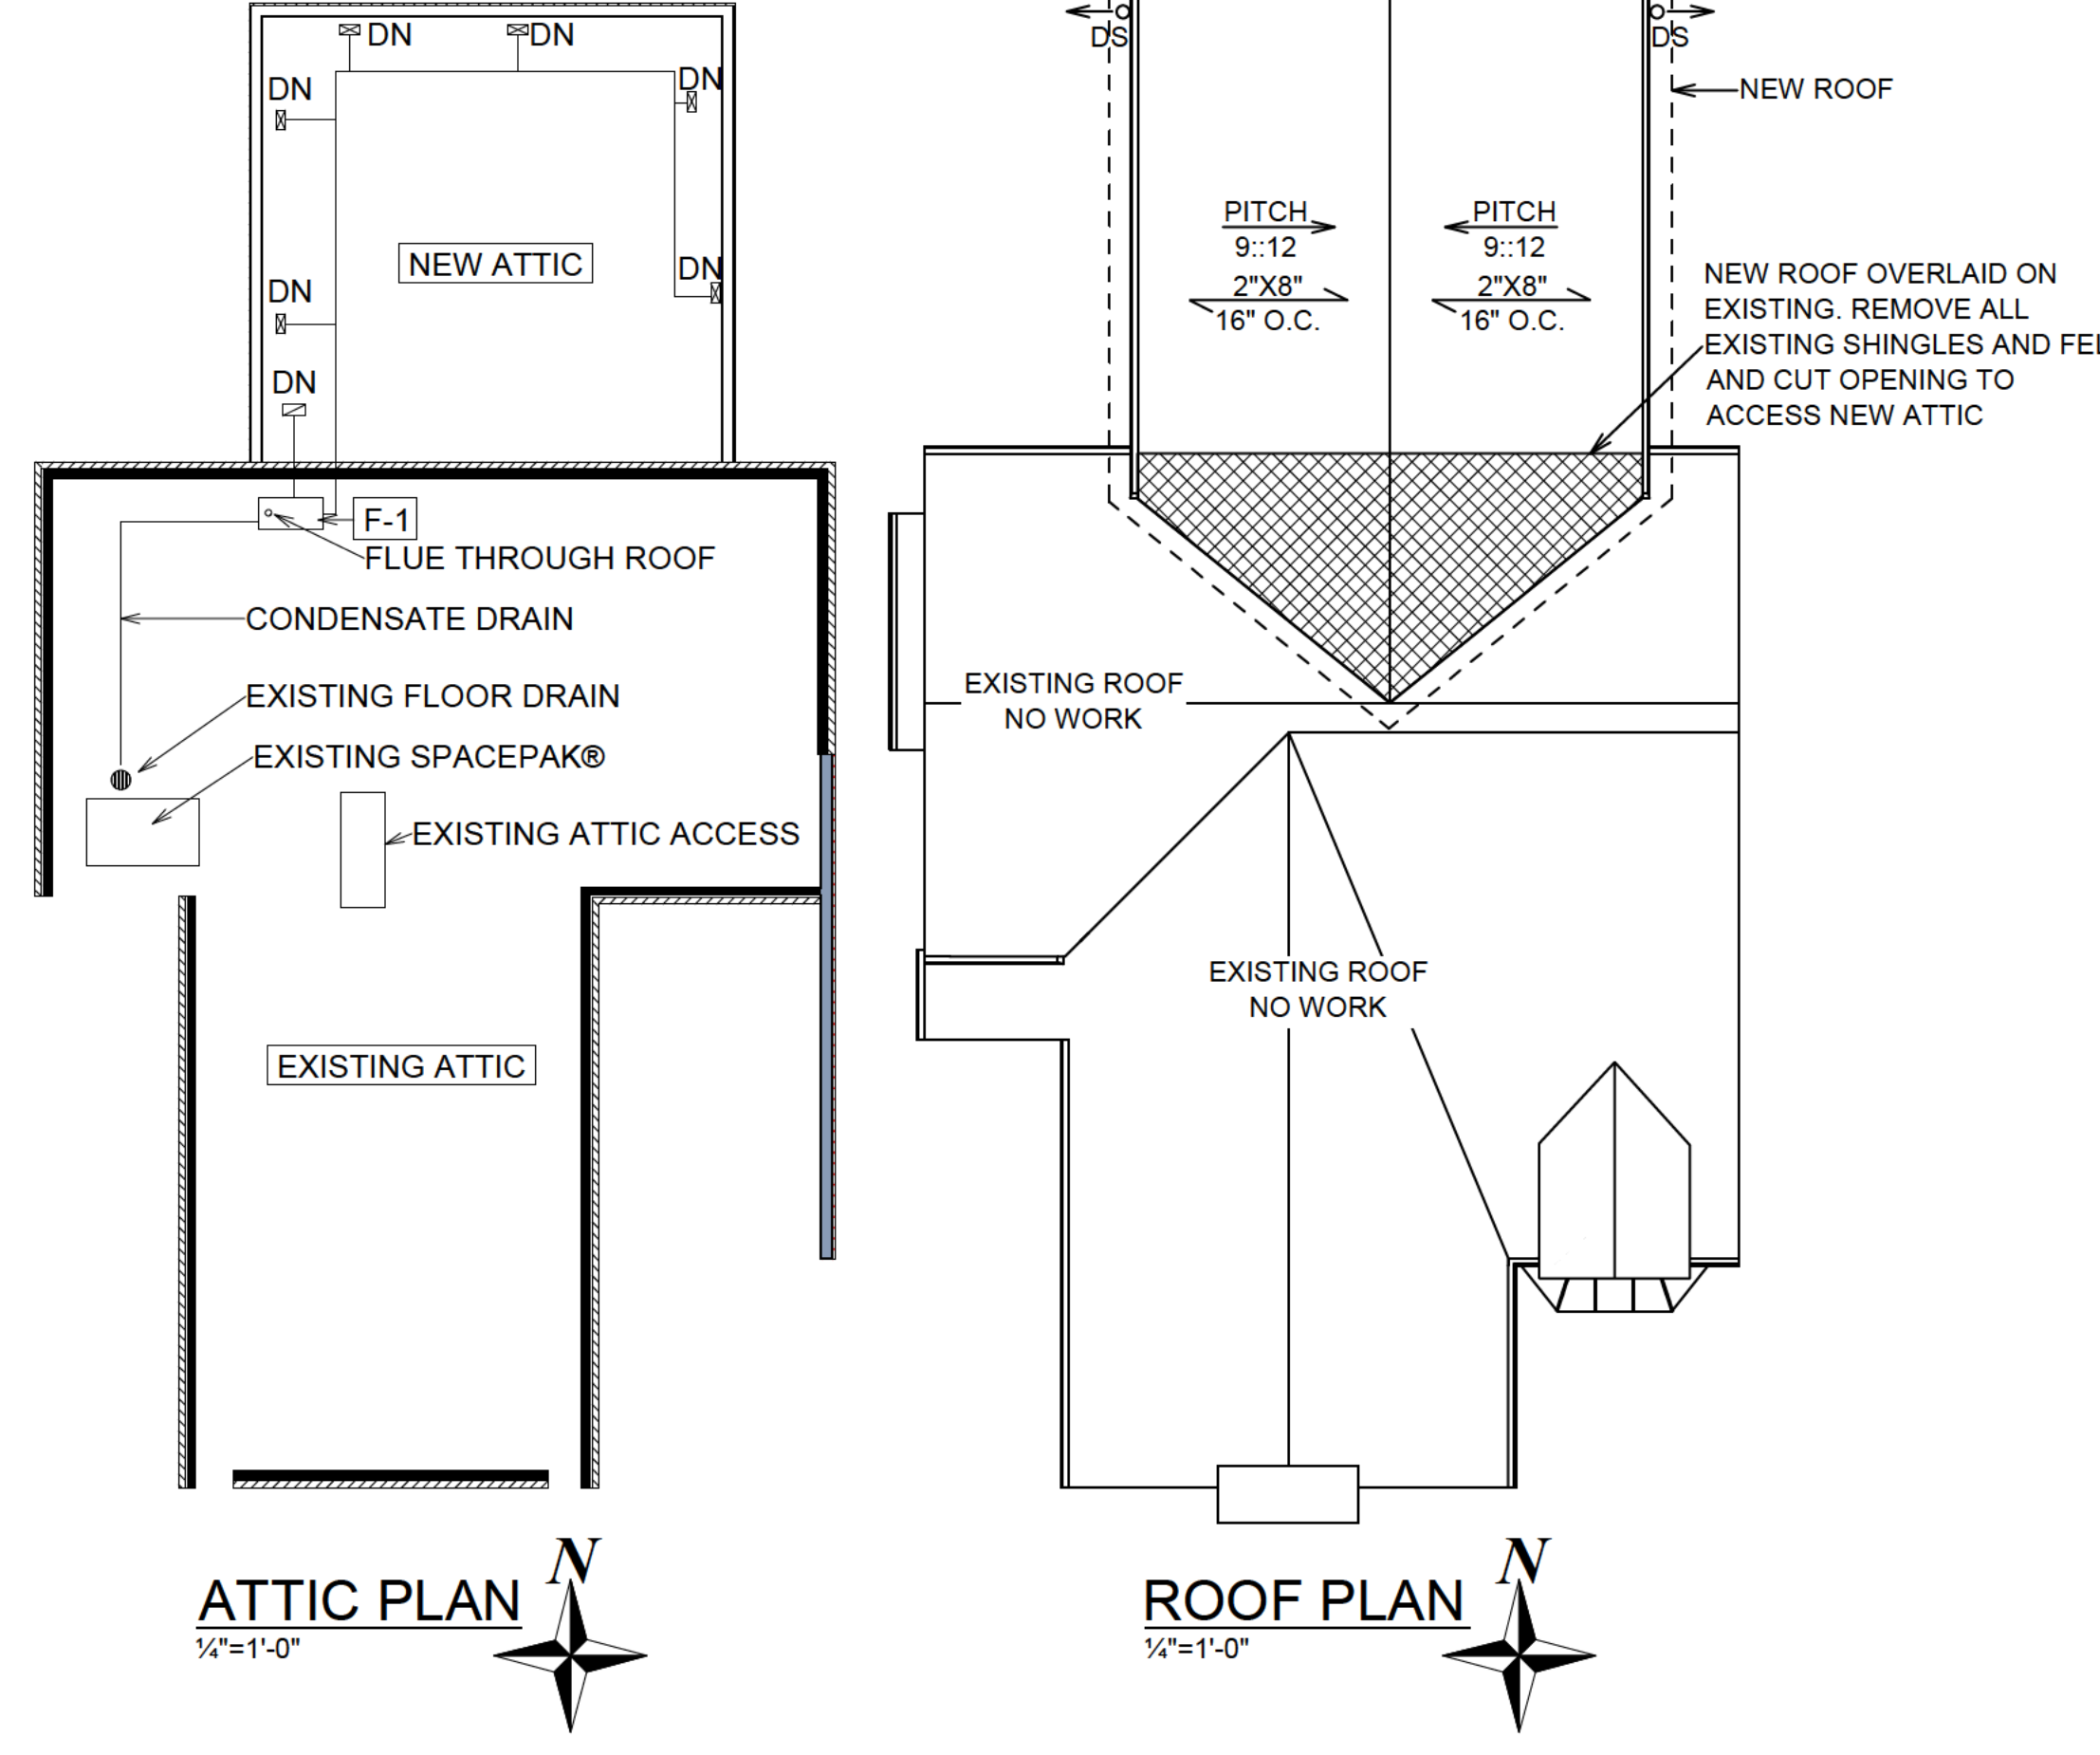 DN
DN
DN
DN
DN
DN
DN
NEW ATTIC
F-1
FLUE THROUGH ROOF
CONDENSATE DRAIN
EXISTING FLOOR DRAIN
EXISTING SPACEPAK®
EXISTING ATTIC ACCESS
EXISTING ATTIC
N
ATTIC PLAN
¼"=1'-0"
DS
DS
NEW ROOF
PITCH
9::12
2"X8"
16" O.C.
PITCH
9::12
2"X8"
16" O.C.
NEW ROOF OVERLAID ON
EXISTING. REMOVE ALL
EXISTING SHINGLES AND
AND CUT OPENING TO
ACCESS NEW ATTIC
EXISTING ROOF
NO WORK
EXISTING ROOF
NO WORK
N
ROOF PLAN
¼"=1'-0"